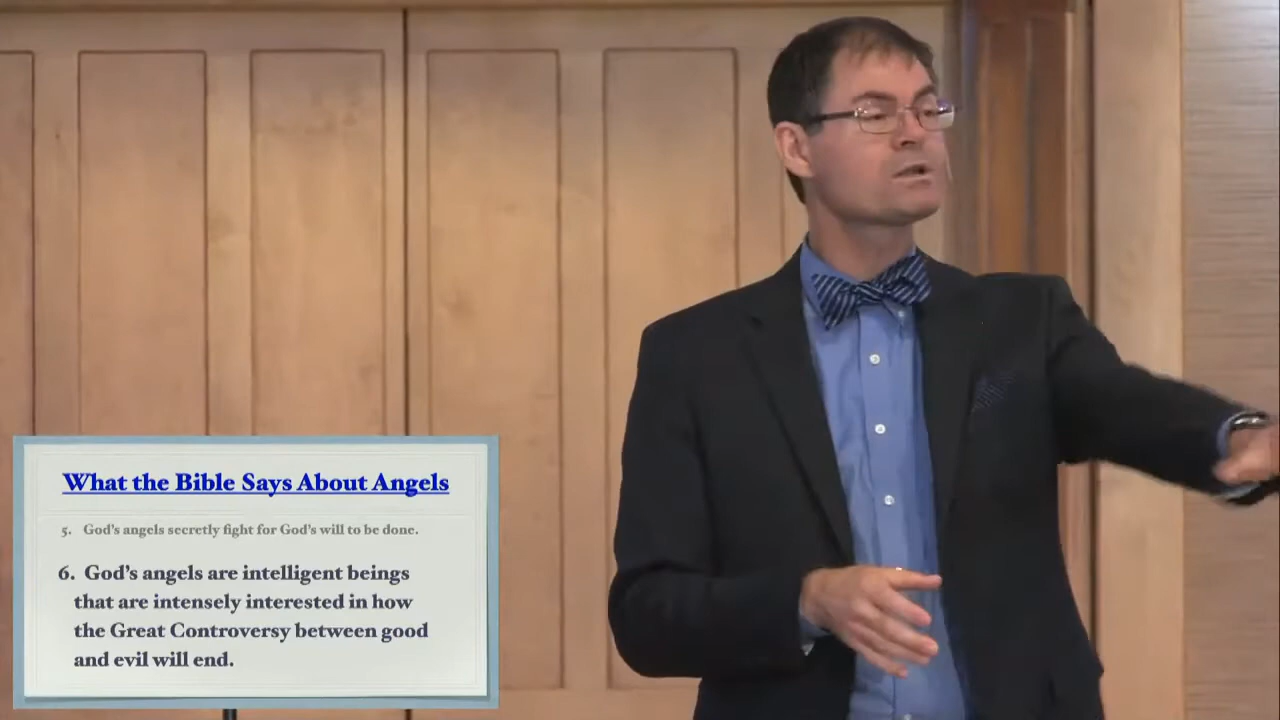 What the Bible Says About Angels
5. God's angels secretly fight for God's will to be done.
6. God's angels are intelligent beings
that are intensely interested in how
the Great Controversy between good
and evil will end.